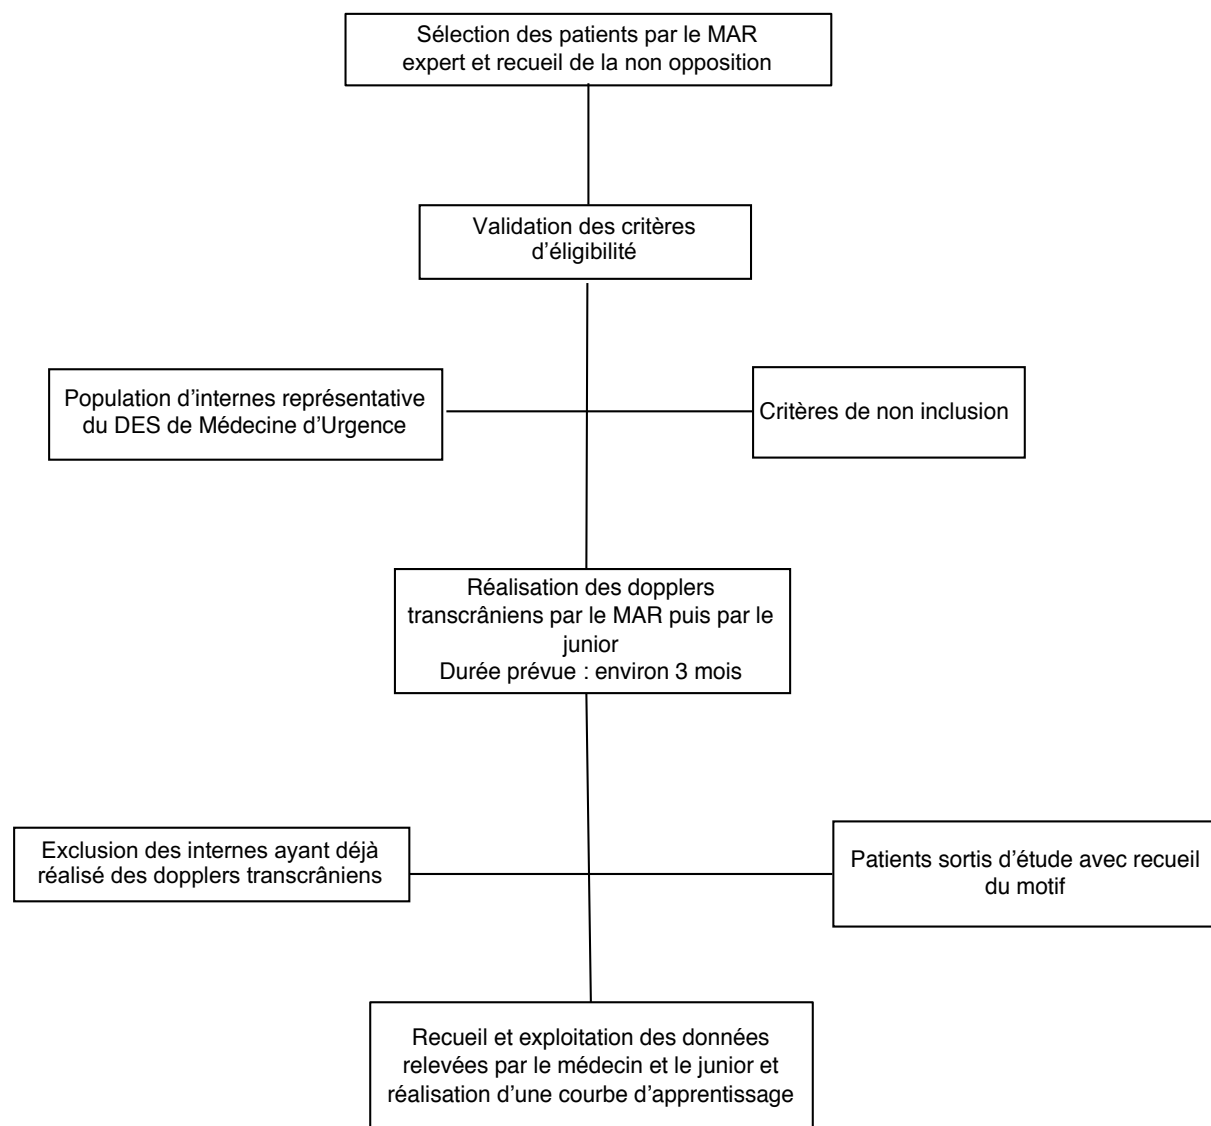 Sélection des patients par le MAR
expert et recueil de la non opposition
Validation des critères
d’éligibilité
Population d’internes représentative
du DES de Médecine d’Urgence
Critères de non inclusion
Réalisation des dopplers
transcrâniens par le MAR puis par le
junior
Durée prévue : environ 3 mois
Exclusion des internes ayant déjà
réalisé des dopplers transcrâniens
Patients sortis d’étude avec recueil
du motif
Recueil et exploitation des données
relevées par le médecin et le junior et
réalisation d’une courbe d’apprentissage